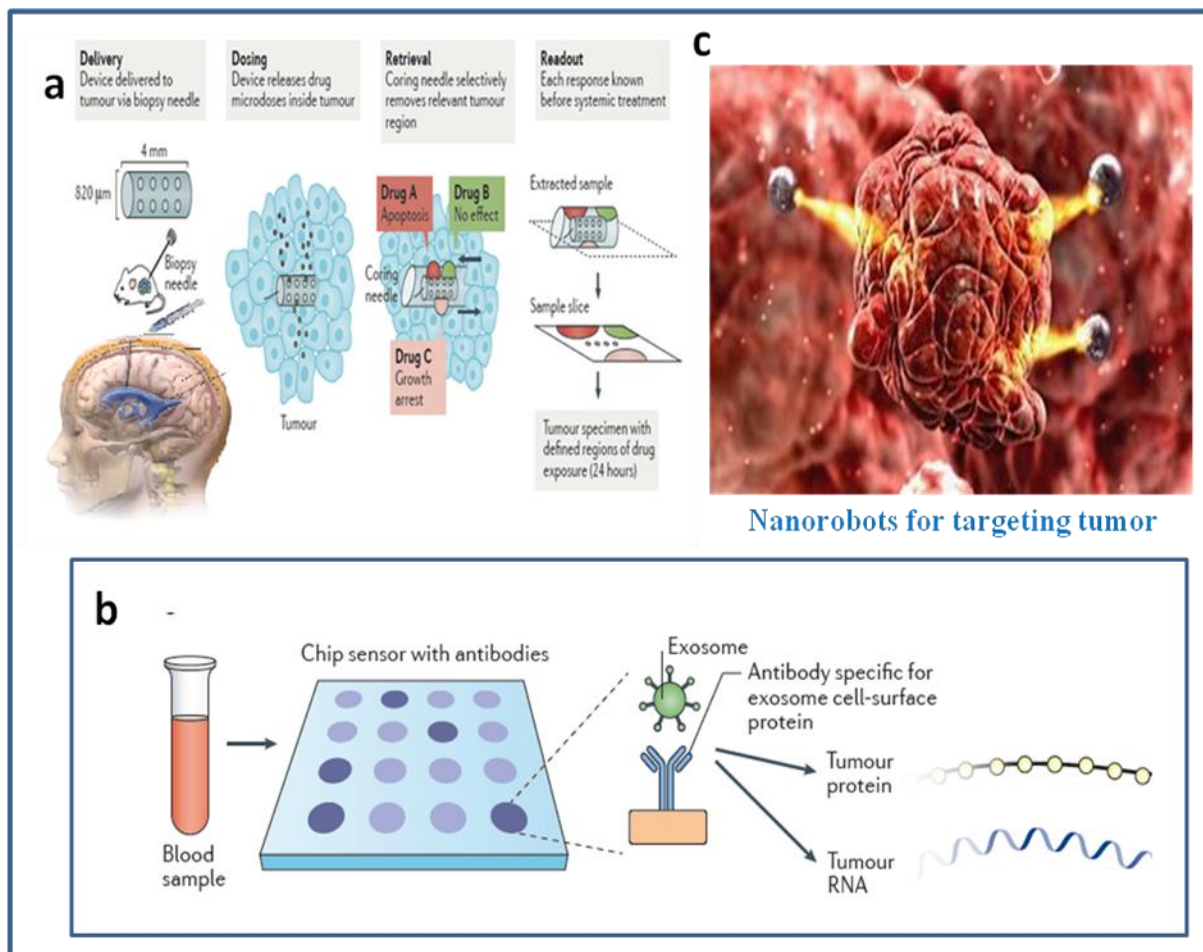 a
Delivery
Device delivered to
tumour via biopsy needle
4 mm
820 µm
Biopsy
needle
Dosing
Device releases drug
microdoses inside tumour
Tumour
Retrieval
Coring needle selectively
removes relevant tumour
region
Drug A
Apoptosis
Drug B
No effect
Coring
needle
Drug C
Growth
arrest
Readout
Each response known
before systemic treatment
Extracted sample
Sample slice
Tumour specimen with
defined regions of drug
exposure (24 hours)
c
Nanorobots for targeting tumor
b
-
Blood
sample
Chip sensor with antibodies
Exosome
Antibody specific for
exosome cell-surface
protein
Tumour
protein
Tumour
RNA